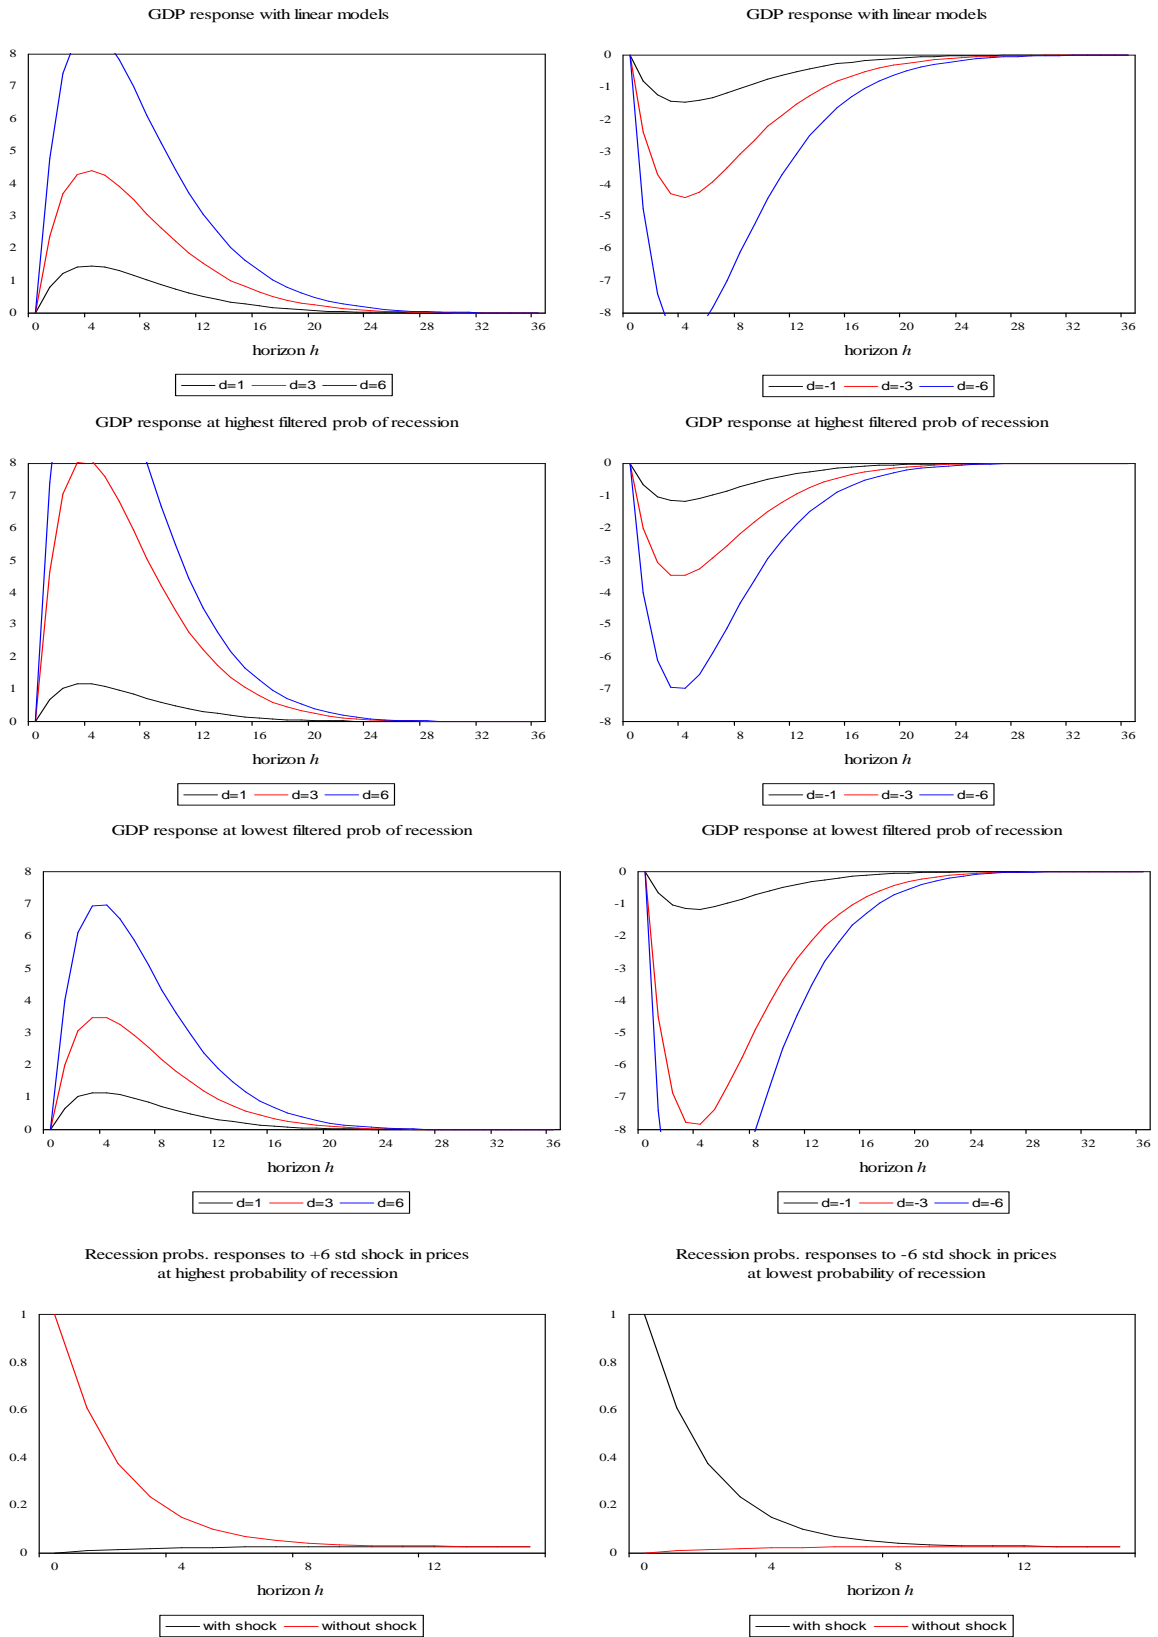 GDP response with linear models
8
7
6
5
4
3
2
1
0
0 4 8 12 16 20 24 28 32 36
horizon h
d=1 d=3 d=6
GDP response with linear models
0
-1
-2
-3
-4
-5
-6
-7
-8
0 4 8 12 16 20 24 28 32 36
horizon h
d=-1 d=-3 d=-6
GDP response at highest filtered prob of recession
8
7
6
5
4
3
2
1
0
0 4 8 12 16 20 24 28 32 36
horizon h
d=1 d=3 d=6
GDP response at highest filtered prob of recession
0
-1
-2
-3
-4
-5
-6
-7
-8
0 4 8 12 16 20 24 28 32 36
horizon h
d=-1 d=-3 d=-6
GDP response at lowest filtered prob of recession
8
7
6
5
4
3
2
1
0
0 4 8 12 16 20 24 28 32 36
horizon h
d=1 d=3 d=6
GDP response at lowest filtered prob of recession
0
-1
-2
-3
-4
-5
-6
-7
-8
0 4 8 12 16 20 24 28 32 36
horizon h
d=-1 d=-3 d=-6
Recession probs. responses to +6 std shock in prices
at highest probability of recession
1
0.8
0.6
0.4
0.2
0
0 4 8 12
horizon h
with shock without shock
Recession probs. responses to -6 std shock in prices
at lowest probability of recession
1
0.8
0.6
0.4
0.2
0
0 4 8 12
horizon h
with shock without shock